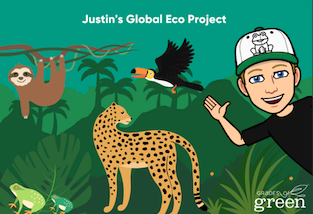 Justin's Global Eco Project
GRADES OF
green